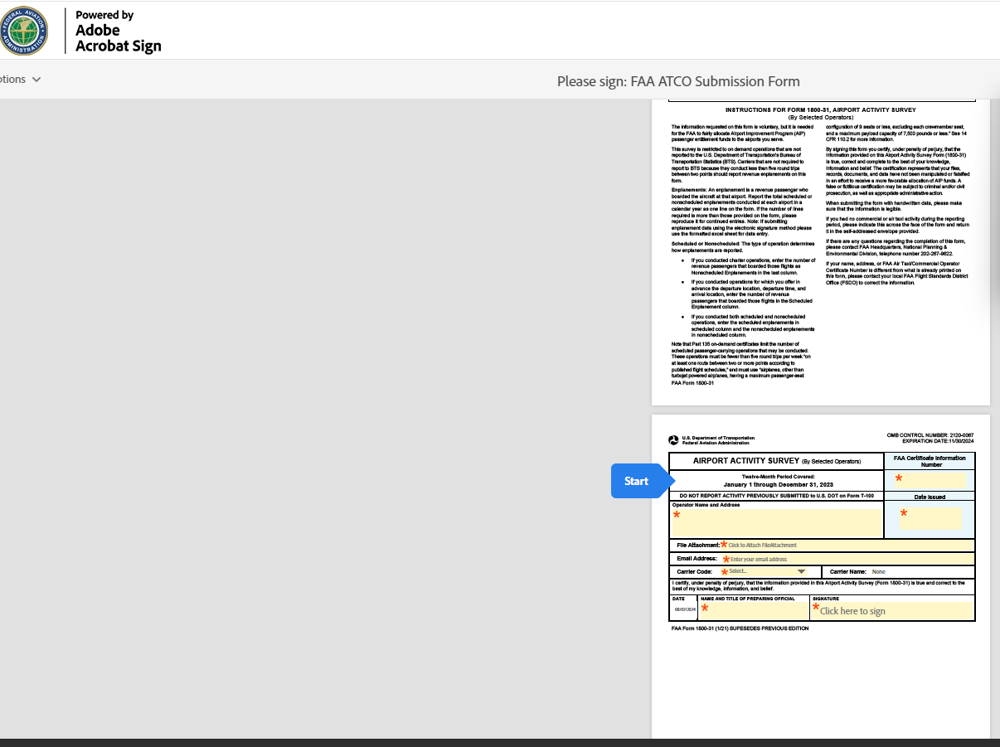 FEDERAL AVIATION
ADMINISTRATION
Powered by
Adobe
Acrobat Sign
ptions
Please sign: FAA ATCO Submission Form
INSTRUCTIONS FOR FORM 1800-31, AIRPORT ACTIVITY SURVEY
(By Selected Operators)
The information requested on this form is voluntary, but it is needed
for the FAA to fairly allocate Airport Improvement Program (AIP)
passenger entitlement funds to the airports you serve.
This survey is restricted to on demand operations that are not
reported to the U.S. Department of Transportation's Bureau of
Transportation Statistics (BTS). Carriers that are not required to
report to BTS because they conduct less than five round trips
between two points should report revenue enplanements on this
form.
Enplanements: An enplanement is a revenue passenger who
boarded the aircraft at that airport. Report the total scheduled or
nonscheduled enplanements conducted at each airport in a
calendar year as one line on the form. If the number of lines
required is more than those provided on the form, please
reproduce it for continued entries. Note: If submitting
enplanement data using the electronic signature method please
use the formatted excel sheet for data entry.
Scheduled or Nonscheduled: The type of operation determines
how enplanements are reported.
• If you conducted charter operations, enter the number of
revenue passengers that boarded those flights as
Nonscheduled Enplanements in the last column.
• If you conducted operations for which you offer in
advance the departure location, departure time, and
arrival location, enter the number of revenue
passengers that boarded those flights in the Scheduled
Enplanement column.
• If you conducted both scheduled and nonscheduled
operations, enter the scheduled enplanements in
scheduled column and the nonscheduled enplanements
in nonscheduled column.
Note that Part 135 on-demand certificates limit the number of
scheduled passenger-carrying operations that may be conducted.
These operations must be fewer than five round trips per week "on
at least one route between two or more points according to
published flight schedules," and must use "airplanes, other than
turbojet powered airplanes, having a maximum passenger-seat
FAA Form 1800-31
configuration of 9 seats or less, excluding each crewmember seat,
and a maximum payload capacity of 7,500 pounds or less." See 14
CFR 110.2 for more information.
By signing this form you certify, under penalty of perjury, that the
information provided on this Airport Activity Survey Form (1800-31)
is true, correct and complete to the best of your knowledge,
information and belief. The certification represents that your files,
records, documents, and data have not been manipulated or falsified
in an effort to receive a more favorable allocation of AIP funds. A
false or fictitious certification may be subject to criminal and/or civil
prosecution, as well as appropriate administrative action.
When submitting the form with handwritten data, please make
sure that the information is legible.
If you had no commercial or air taxi activity during the reporting
period, please indicate this across the face of the form and return
it in the self-addressed envelope provided.
If there are any questions regarding the completion of this form,
please contact FAA Headquarters, National Planning &
Environmental Division, telephone number 202-267-9622.
If your name, address, or FAA Air Taxi/Commercial Operator
Certificate Number is different from what is already printed on
this form, please contact your local FAA Flight Standards District
Office (FSDO) to correct the information.
U.S. Department of Transportation
Federal Aviation Administration
OMB CONTROL NUMBER: 2120-0067
EXPIRATION DATE:11/30/2024
AIRPORT ACTIVITY SURVEY (By Selected Operators)
FAA Certificate Information
Number
*
Start
Twelve-Month Period Covered:
January 1 through December 31, 2023
DO NOT REPORT ACTIVITY PREVIOUSLY SUBMITTED to U.S. DOT on Form T-100
Date Issued
*
Operator Name and Address
*
File Attachment: * Click to Attach FileAttachment
Email Address: * Enter your email address
Carrier Code: * Select...
Carrier Name: None
I certify, under penalty of perjury, that the information provided in this Airport Activity Survey (Form 1800-31) is true and correct to the
best of my knowledge, information, and belief.
DATE
NAME AND TITLE OF PREPARING OFFICIAL
*
SIGNATURE
* Click here to sign
FAA Form 1800-31 (1/21) SUPESEDES PREVIOUS EDITION